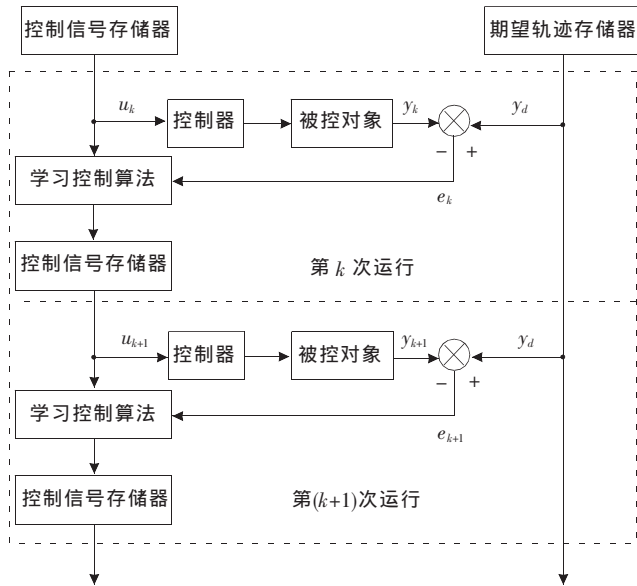 控制信号存储器
期望轨迹存储器
u_k
控制器
被控对象
y_k
y_d
− +
学习控制算法
e_k
控制信号存储器
第 k 次运行
u_{k+1}
控制器
被控对象
y_{k+1}
y_d
− +
学习控制算法
e_{k+1}
控制信号存储器
第(k+1)次运行